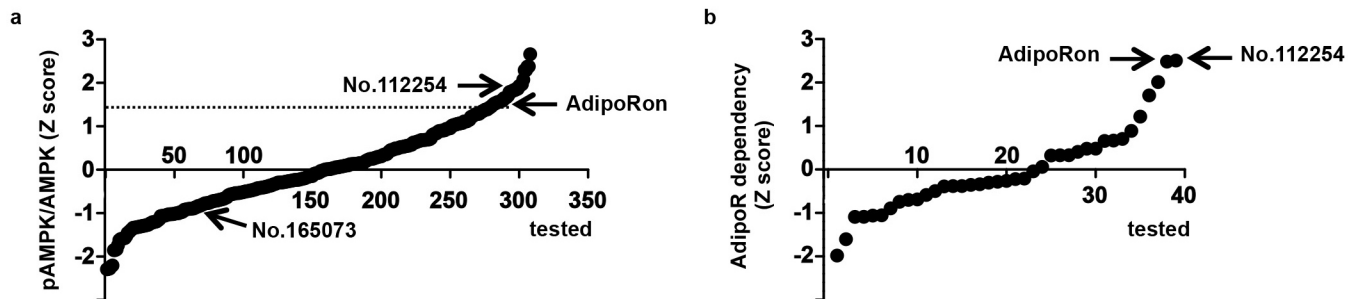 a
pAMPK/AMPK (Z score)
3
2
1
0
-1
-2
50
100
150
200
250
300
350
tested
No.112254
AdipoRon
No.165073
b
AdipoR dependency
(Z score)
3
2
1
0
-1
-2
10
20
30
40
tested
AdipoRon
No.112254